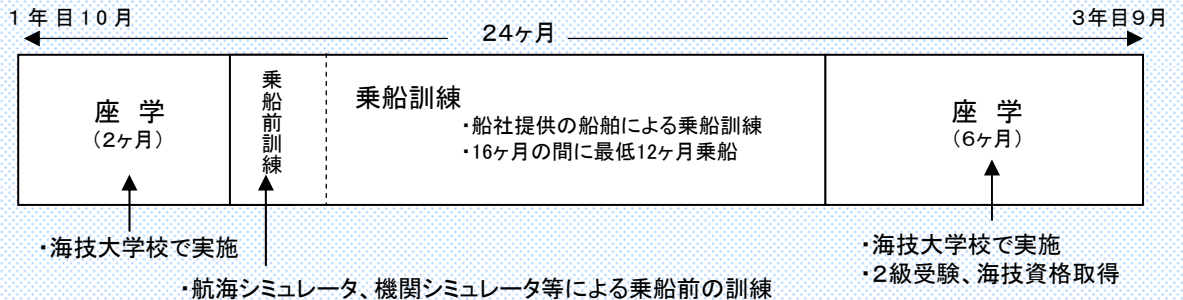 1年目10月
3年目9月
24ヶ月
座 学
(2ヶ月)
乗船前訓練
乗船訓練
・船社提供の船舶による乗船訓練
・16ヶ月の間に最低12ヶ月乗船
座 学
(6ヶ月)
・海技大学校で実施
・航海シミュレータ、機関シミュレータ等による乗船前の訓練
・海技大学校で実施
・2級受験、海技資格取得